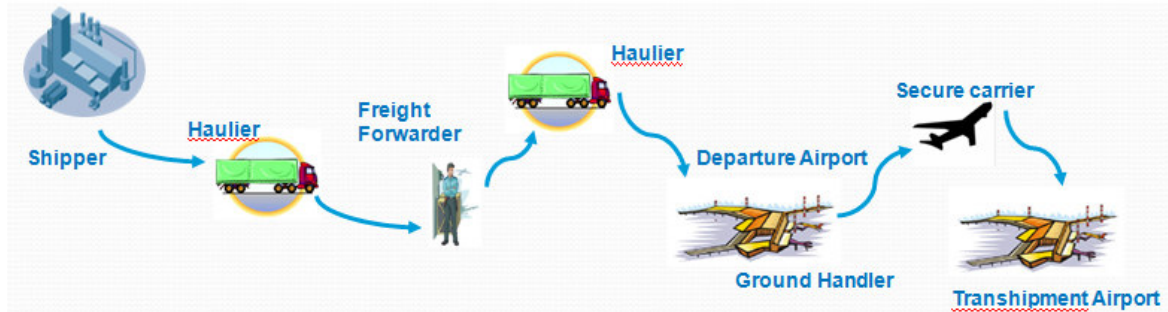 Shipper
Haulier
Freight
Forwarder
Haulier
Departure Airport
Ground Handler
Secure carrier
Transhipment Airport